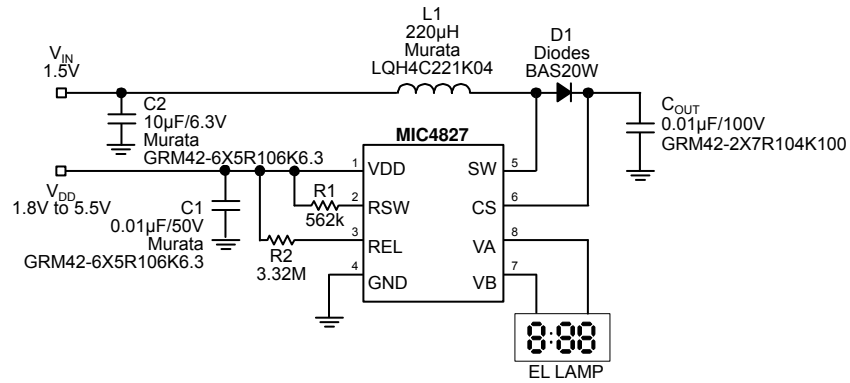 L1
220µH
Murata
LQH4C221K04
D1
Diodes
BAS20W
VIN
1.5V
C2
10µF/6.3V
Murata
GRM42-6X5R106K6.3
COUT
0.01µF/100V
GRM42-2X7R104K100
MIC4827
VDD
1.8V to 5.5V
C1
0.01µF/50V
Murata
GRM42-6X5R106K6.3
R1
562k
R2
3.32M
1 VDD SW 5
2 RSW CS 6
3 REL VA 8
4 GND VB 7
8:88
EL LAMP